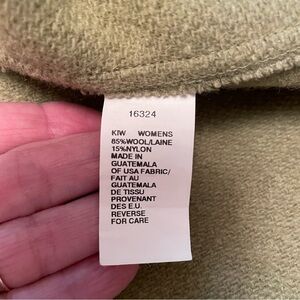 16324
KIW WOMENS
85%WOOL/LAINE
15%NYLON
MADE IN
GUATEMALA
OF USA FABRIC/
FAIT AU
GUATEMALA
DE TISSU
PROVENANT
DES E.U.
REVERSE
FOR CARE